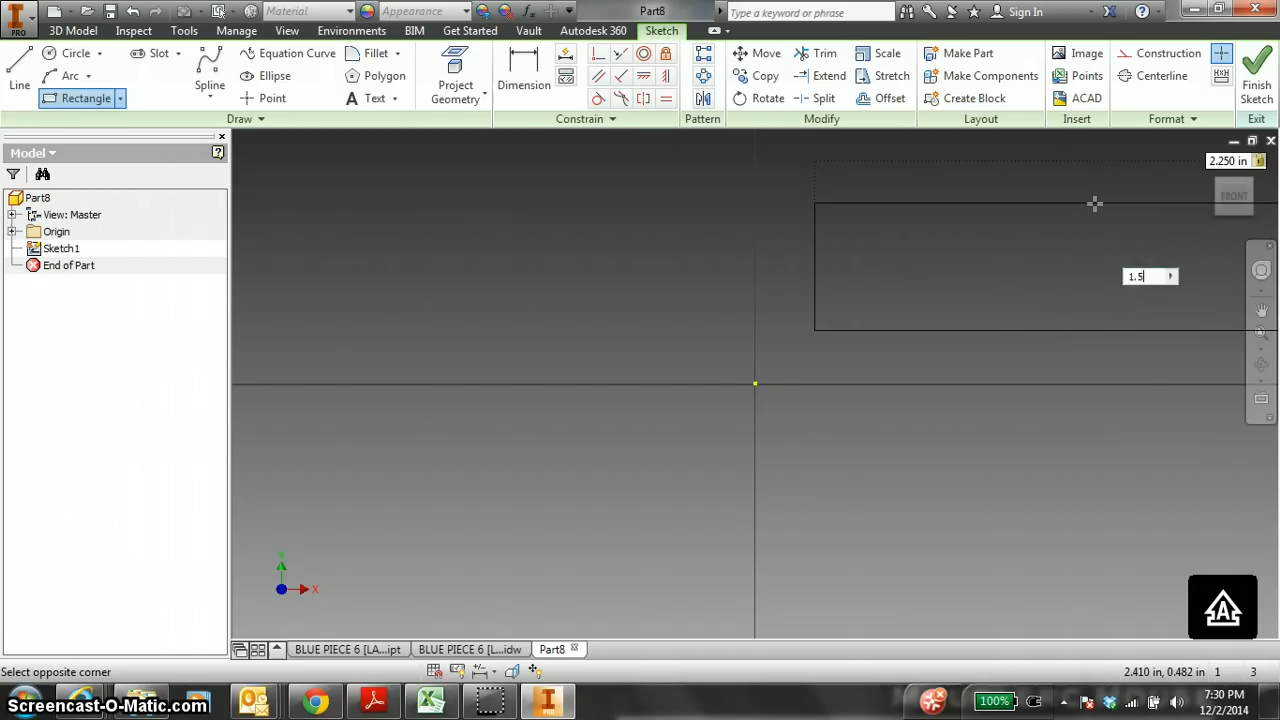 Material
Appearance
Part8
Type a keyword or phrase
Sign In
PRO
3D Model
Inspect
Tools
Manage
View
Environments
BIM
Get Started
Vault
Autodesk 360
Sketch
Line
Circle
Arc
Rectangle
Slot
Spline
Equation Curve
Ellipse
Point
Fillet
Polygon
Text
Project
Geometry
Dimension
Move
Copy
Rotate
Trim
Extend
Split
Scale
Stretch
Offset
Make Part
Make Components
Create Block
Image
Points
ACAD
Construction
Centerline
Finish
Sketch
Draw
Constrain
Pattern
Modify
Layout
Insert
Format
Exit
Model
Part8
View: Master
Origin
Sketch1
End of Part
2.250 in
FRONT
1.5
Y
X
A
BLUE PIECE 6 [LA...ipt
BLUE PIECE 6 [L...idw
Part8
Select opposite corner
2.410 in, 0.482 in
1
3
Screencast-O-Matic.com
100%
7:30 PM
12/2/2014